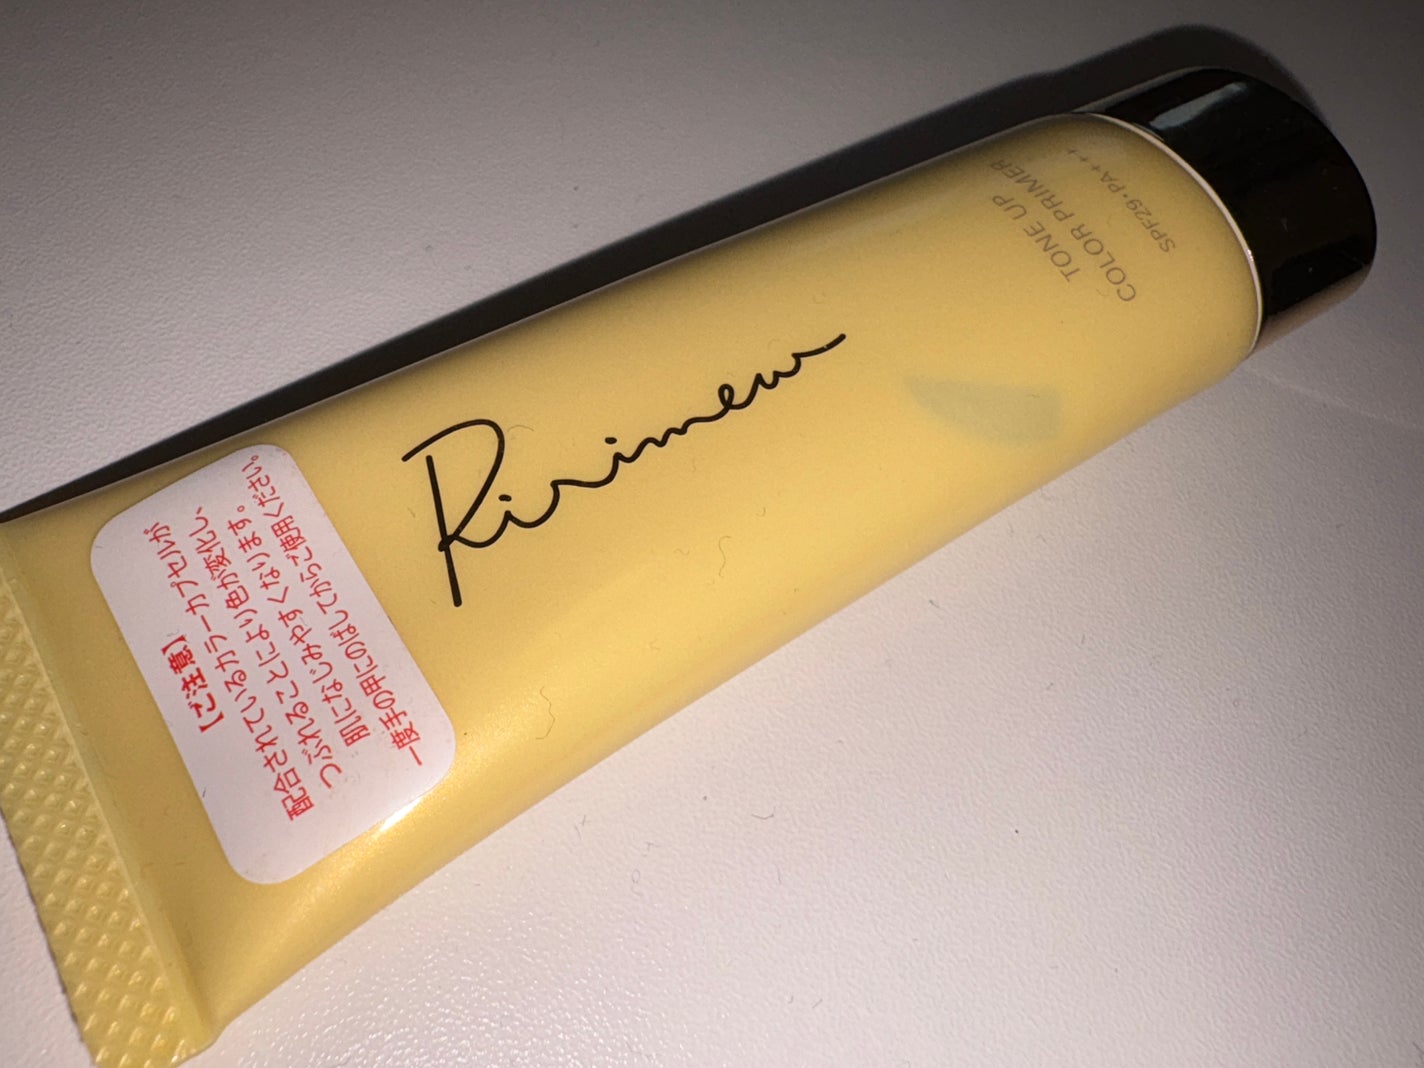 Ririmew
TONE UP
COLOR PRIMER
SPF29・PA+++
【ご注意】
配合されているカラーカプセルが
つぶれることにより色が変化し、
肌になじみやすくなります。
一度手の甲にのばしてからご使用ください。